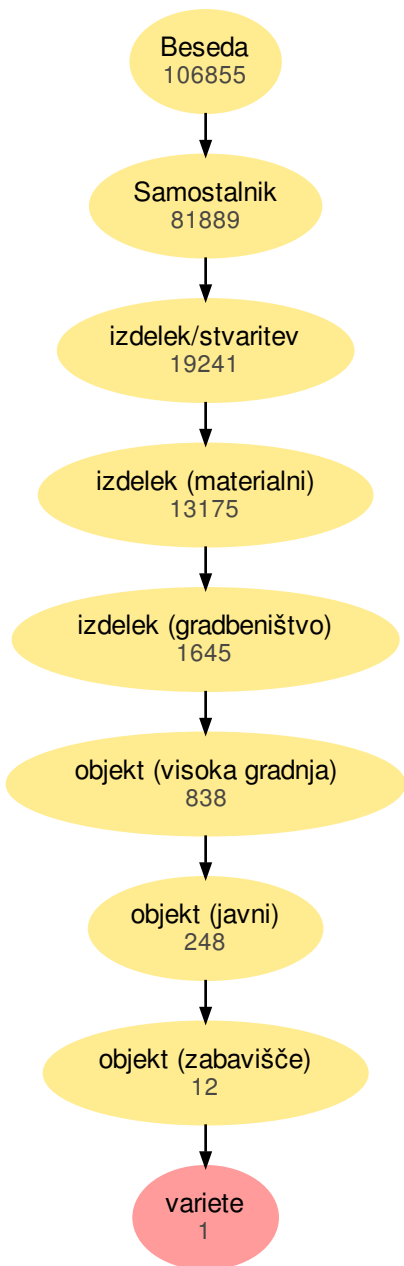 Beseda
106855
Samostalnik
81889
izdelek/stvaritev
19241
izdelek (materialni)
13175
izdelek (gradbeništvo)
1645
objekt (visoka gradnja)
838
objekt (javni)
248
objekt (zabavišče)
12
variete
1